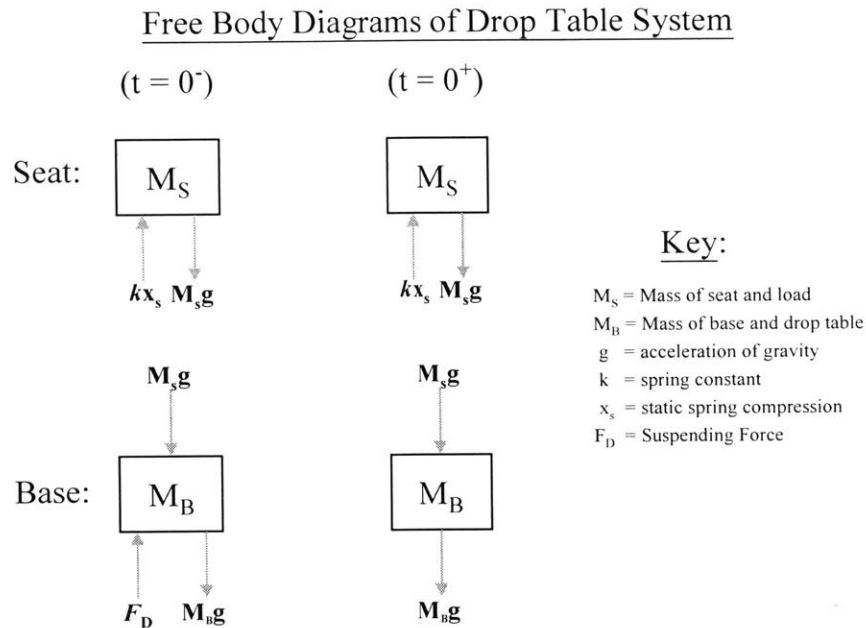 Free Body Diagrams of Drop Table System
(t = 0⁻) (t = 0⁺)
Seat: M_S M_S
kx_s M_sg kx_s M_sg
Key:
M_S = Mass of seat and load
M_B = Mass of base and drop table
g = acceleration of gravity
k = spring constant
x_s = static spring compression
F_D = Suspending Force
M_sg M_sg
Base: M_B M_B
F_D M_Bg M_Bg